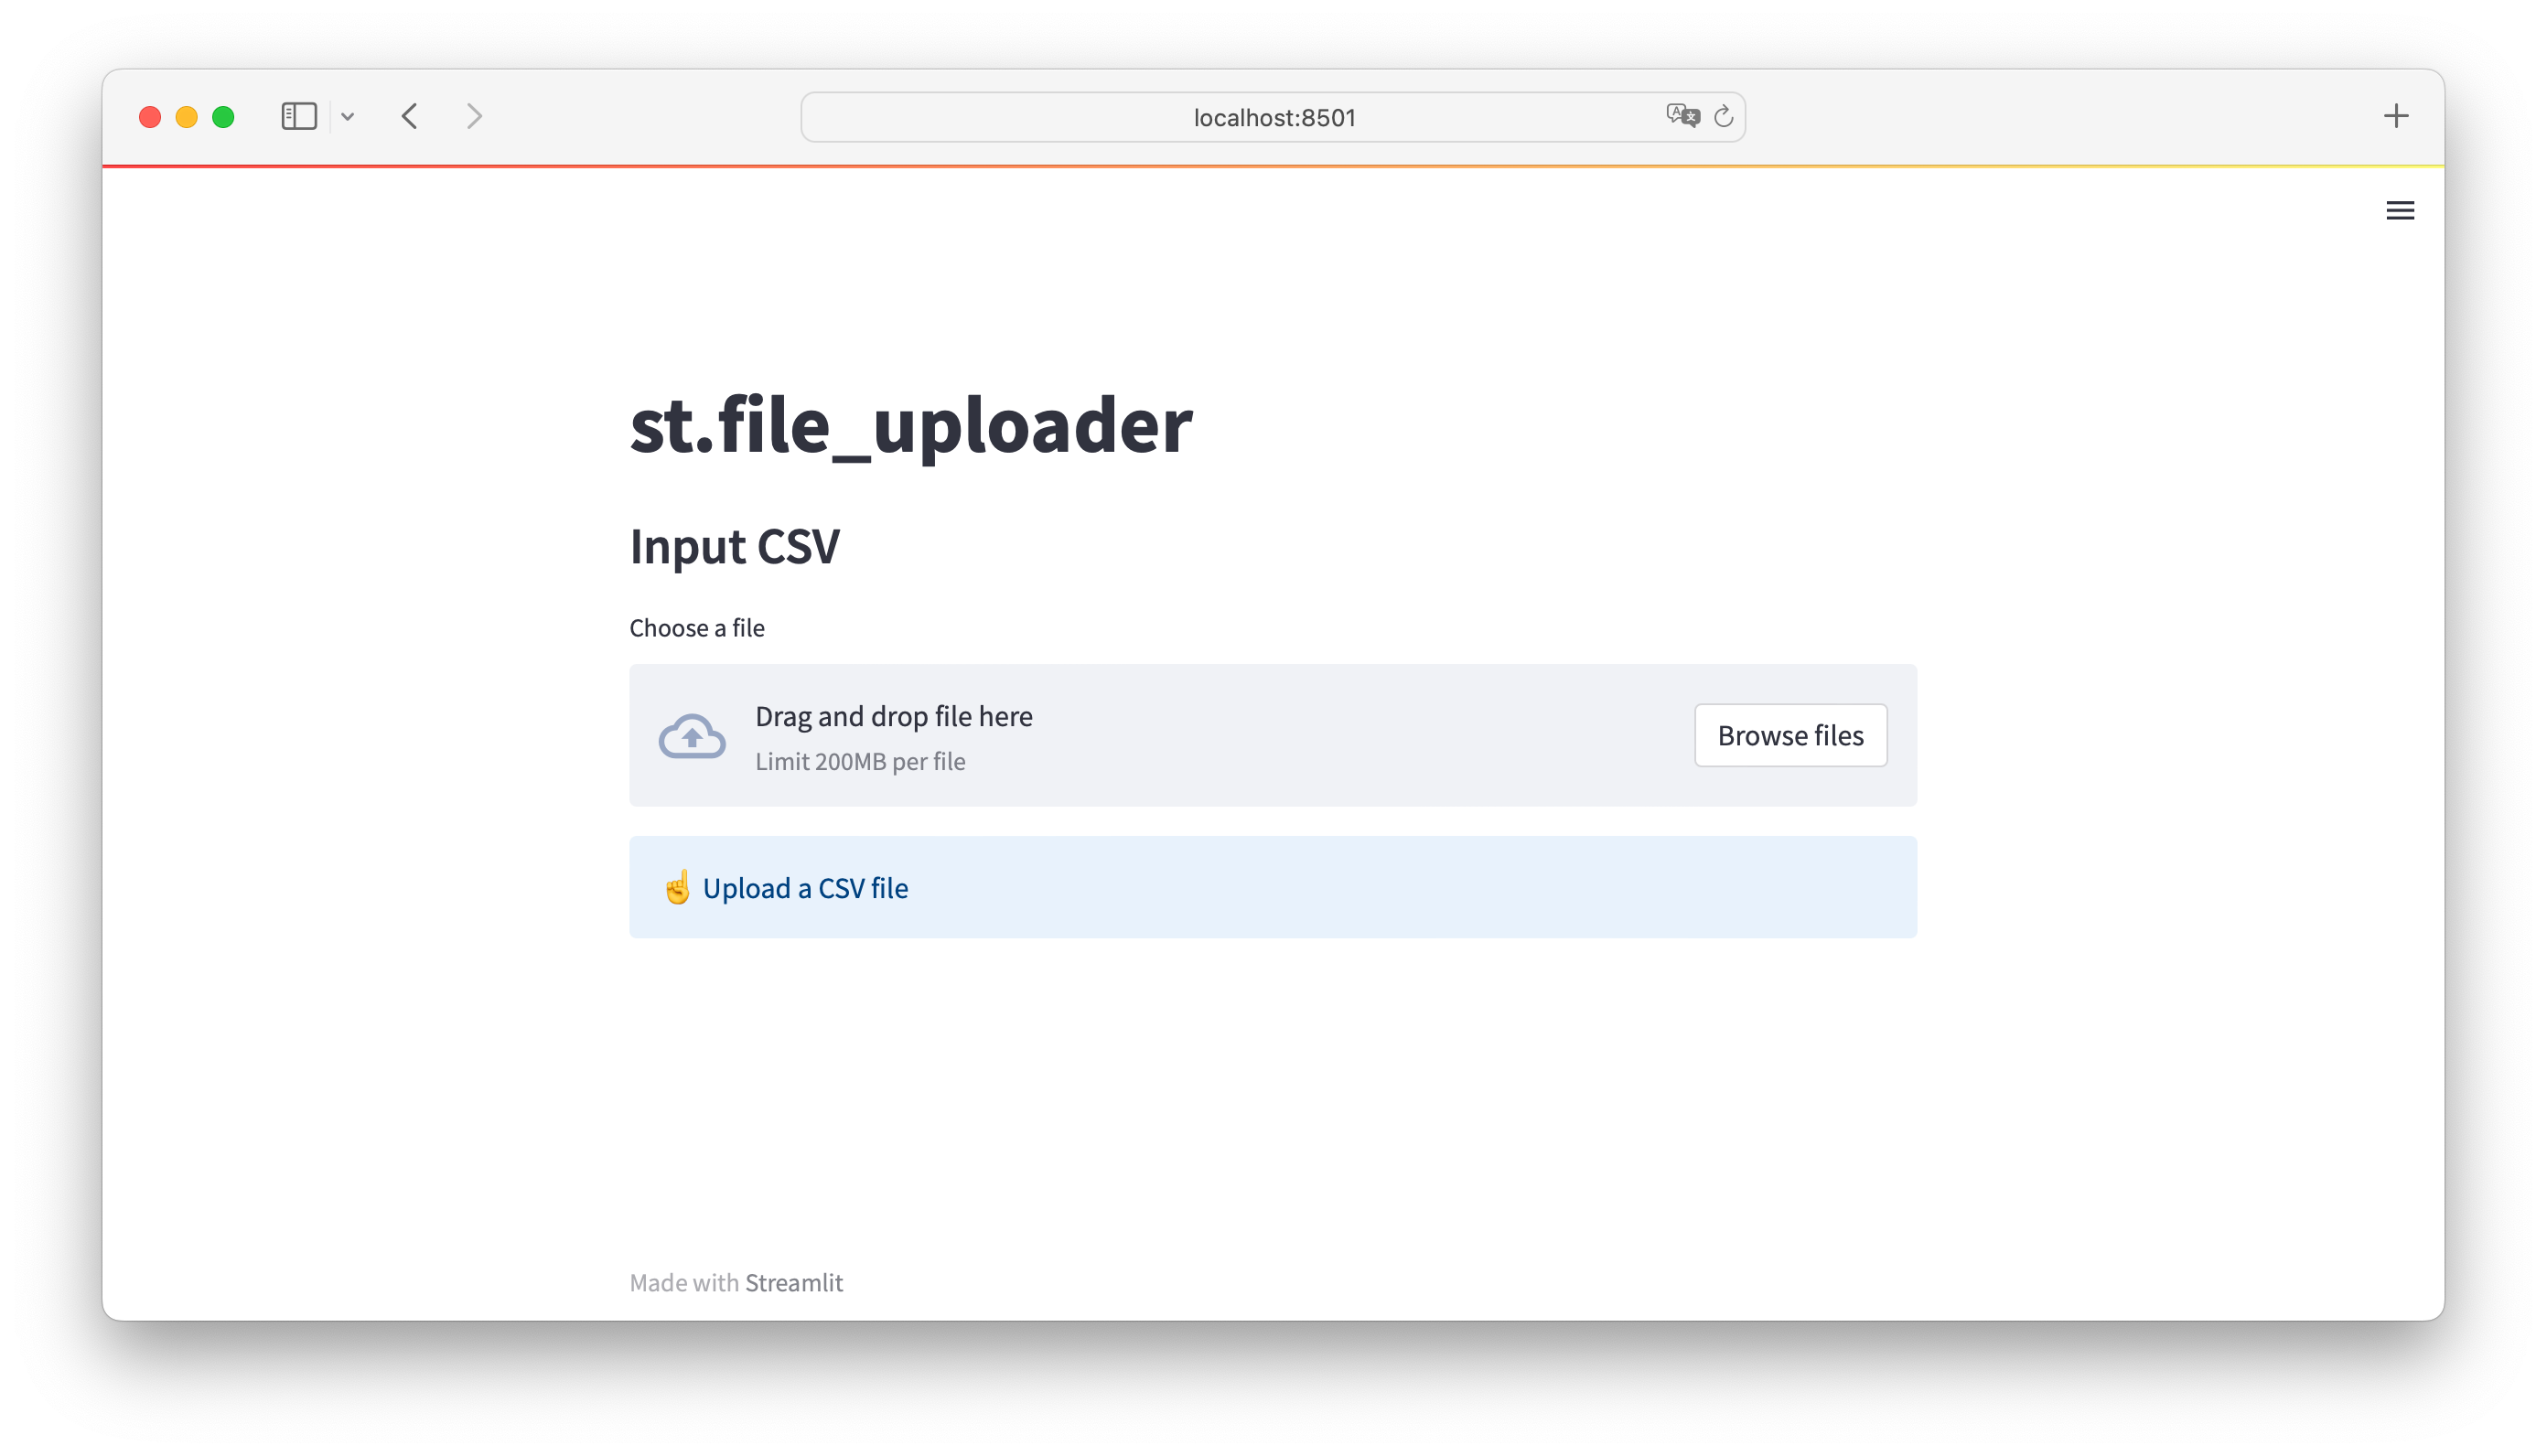 localhost:8501
st.file_uploader
Input CSV
Choose a file
Drag and drop file here
Limit 200MB per file
Browse files
☝️ Upload a CSV file
Made with Streamlit